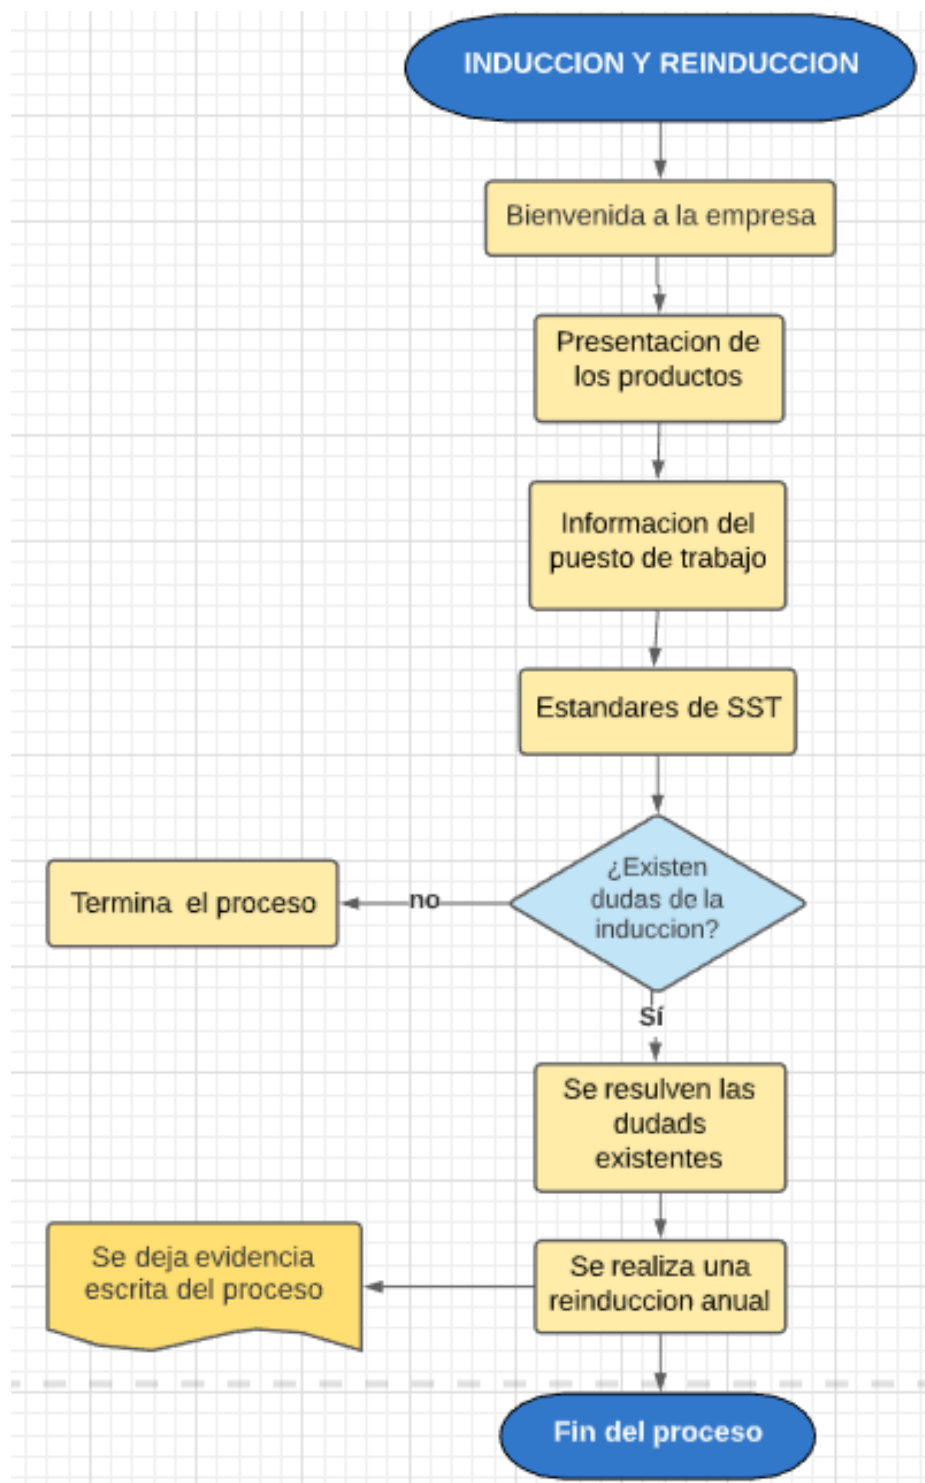 INDUCCION Y REINDUCCION
Bienvenida a la empresa
Presentacion de
los productos
Informacion del
puesto de trabajo
Estandares de SST
¿Existen
dudas de la
induccion?
no
Termina el proceso
Sí
Se resulven las
dudads
existentes
Se realiza una
reinduccion anual
Se deja evidencia
escrita del proceso
Fin del proceso